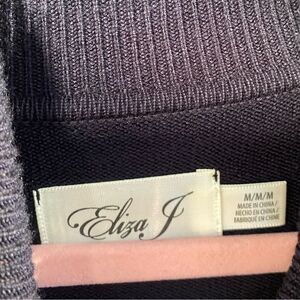 Eliza J
M/M/M
MADE IN CHINA/
HECHO EN CHINA/
FABRIQUÉ EN CHINE